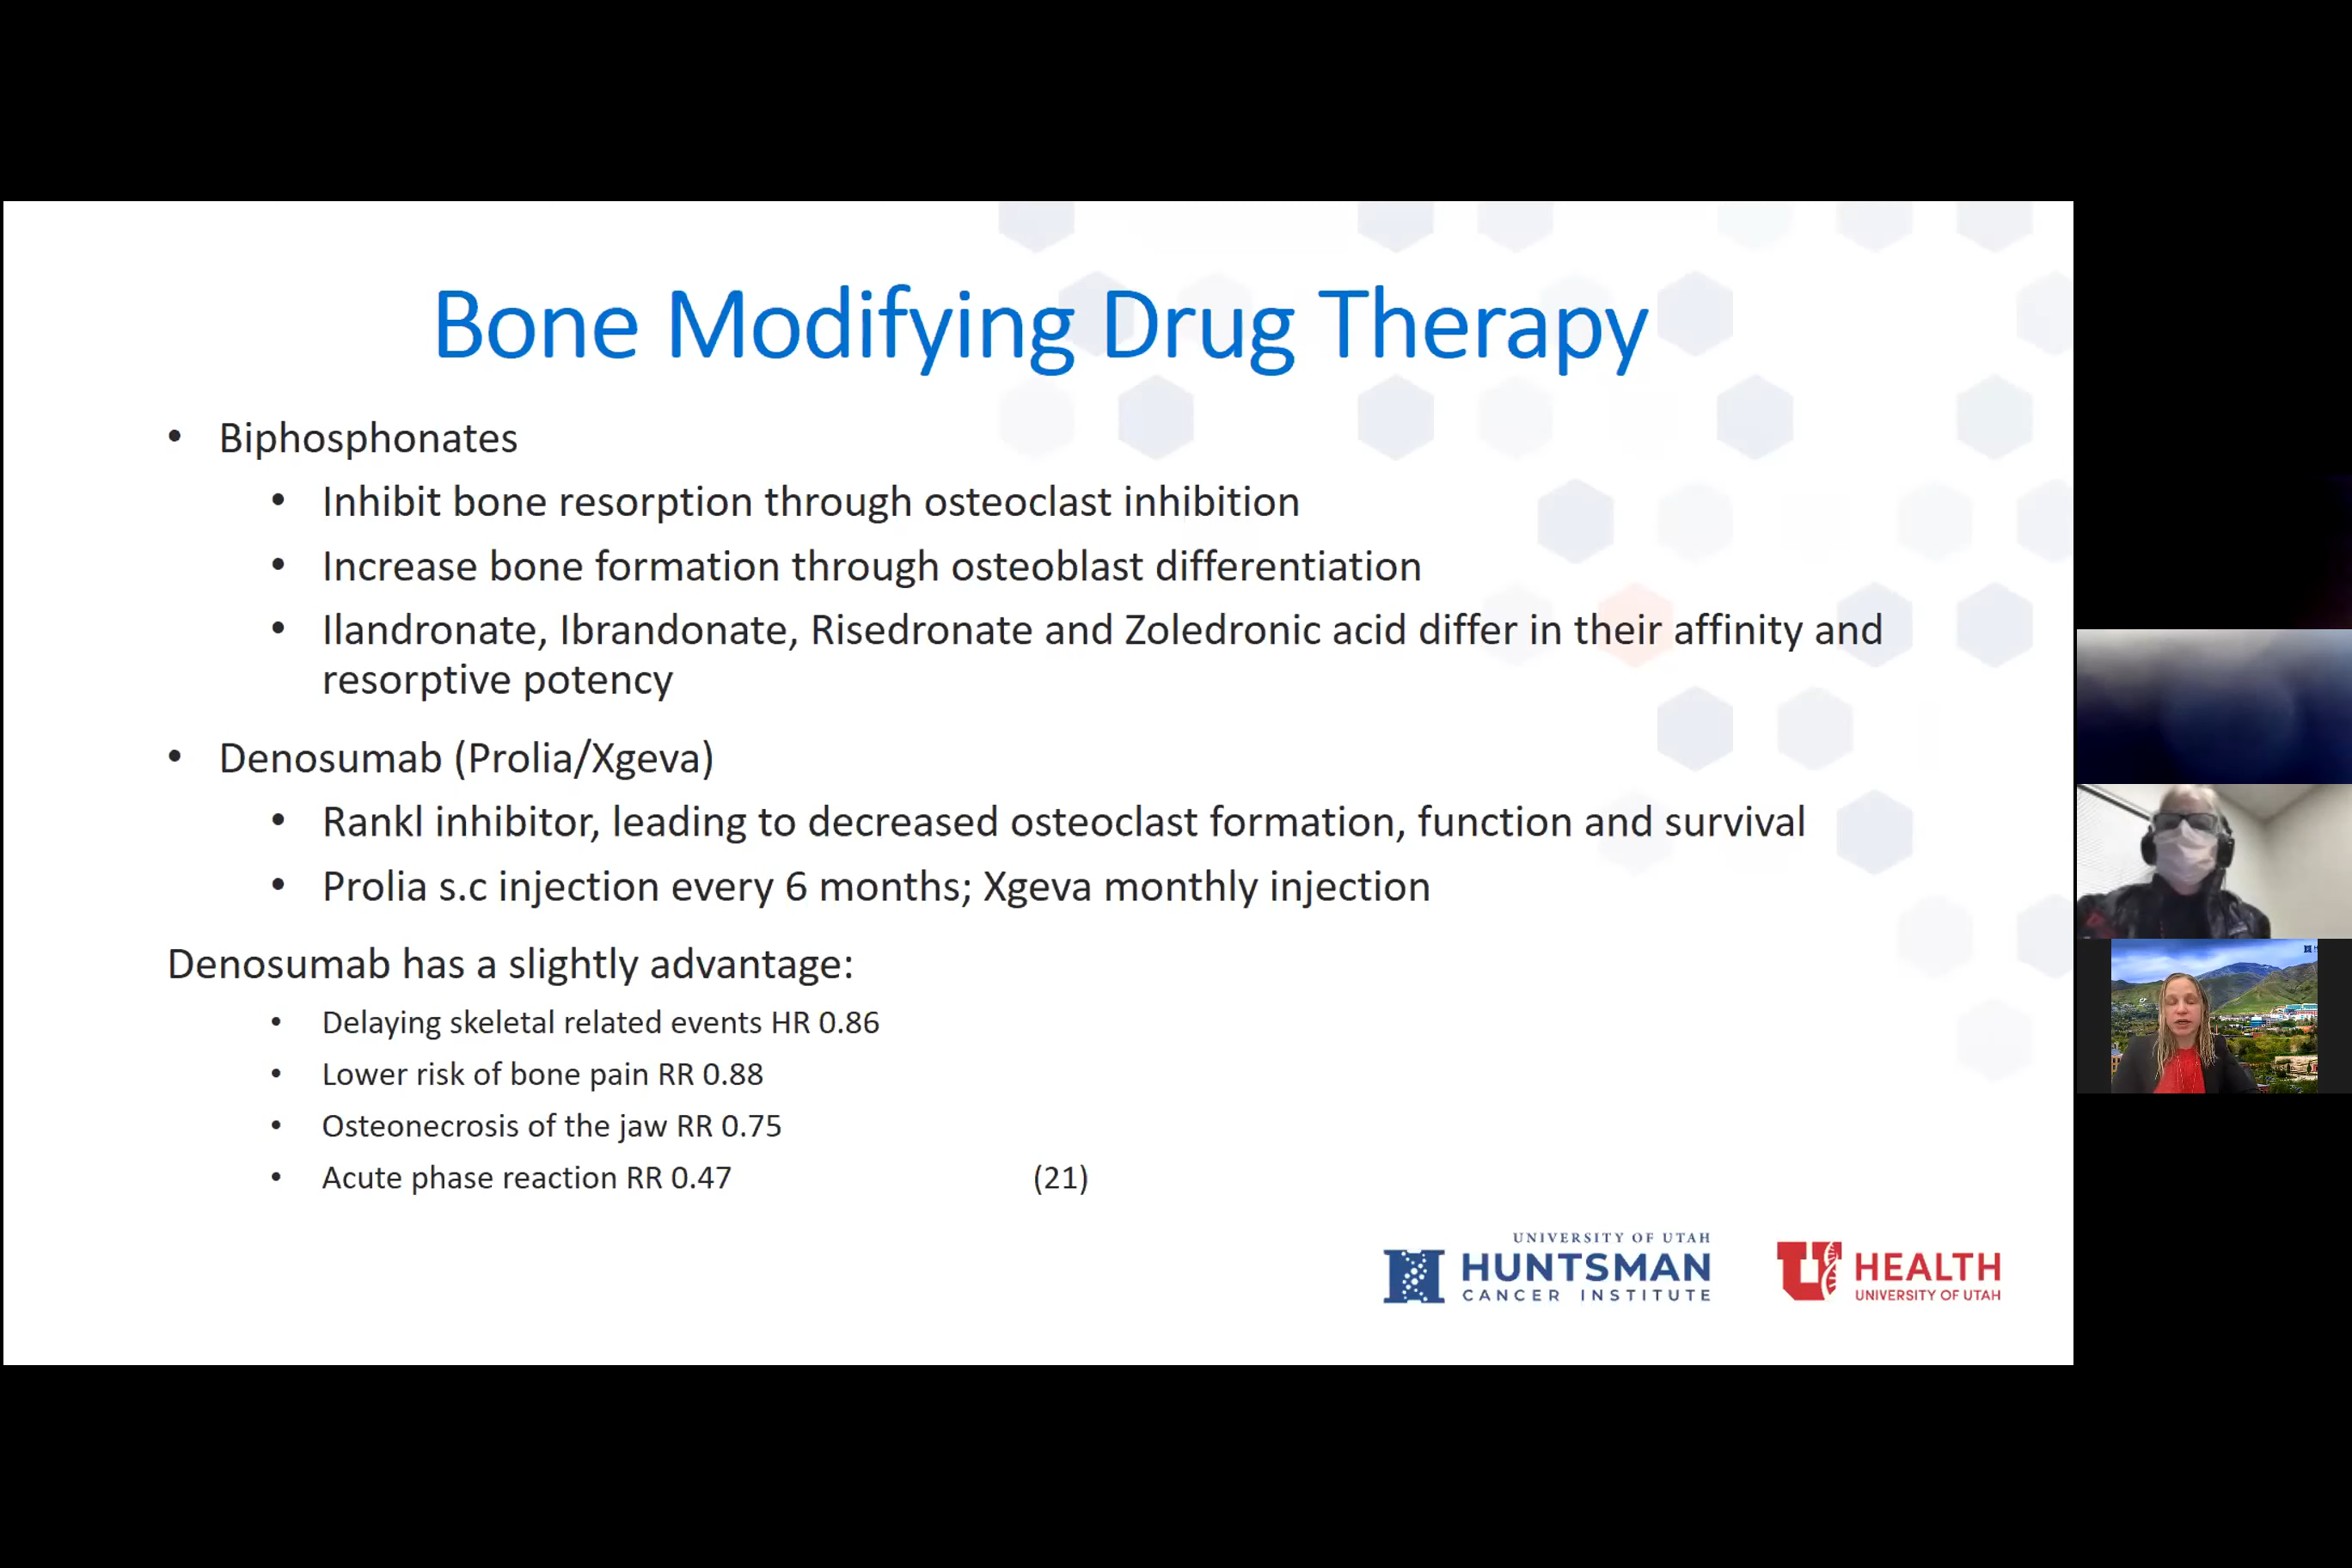 Bone Modifying Drug Therapy
• Biphosphonates
• Inhibit bone resorption through osteoclast inhibition
• Increase bone formation through osteoblast differentiation
• Ilandronate, Ibrandonate, Risedronate and Zoledronic acid differ in their affinity and
resorptive potency
• Denosumab (Prolia/Xgeva)
• Rankl inhibitor, leading to decreased osteoclast formation, function and survival
• Prolia s.c injection every 6 months; Xgeva monthly injection
Denosumab has a slightly advantage:
• Delaying skeletal related events HR 0.86
• Lower risk of bone pain RR 0.88
• Osteonecrosis of the jaw RR 0.75
• Acute phase reaction RR 0.47 (21)
UNIVERSITY OF UTAH
HUNTSMAN
CANCER INSTITUTE
U HEALTH
UNIVERSITY OF UTAH